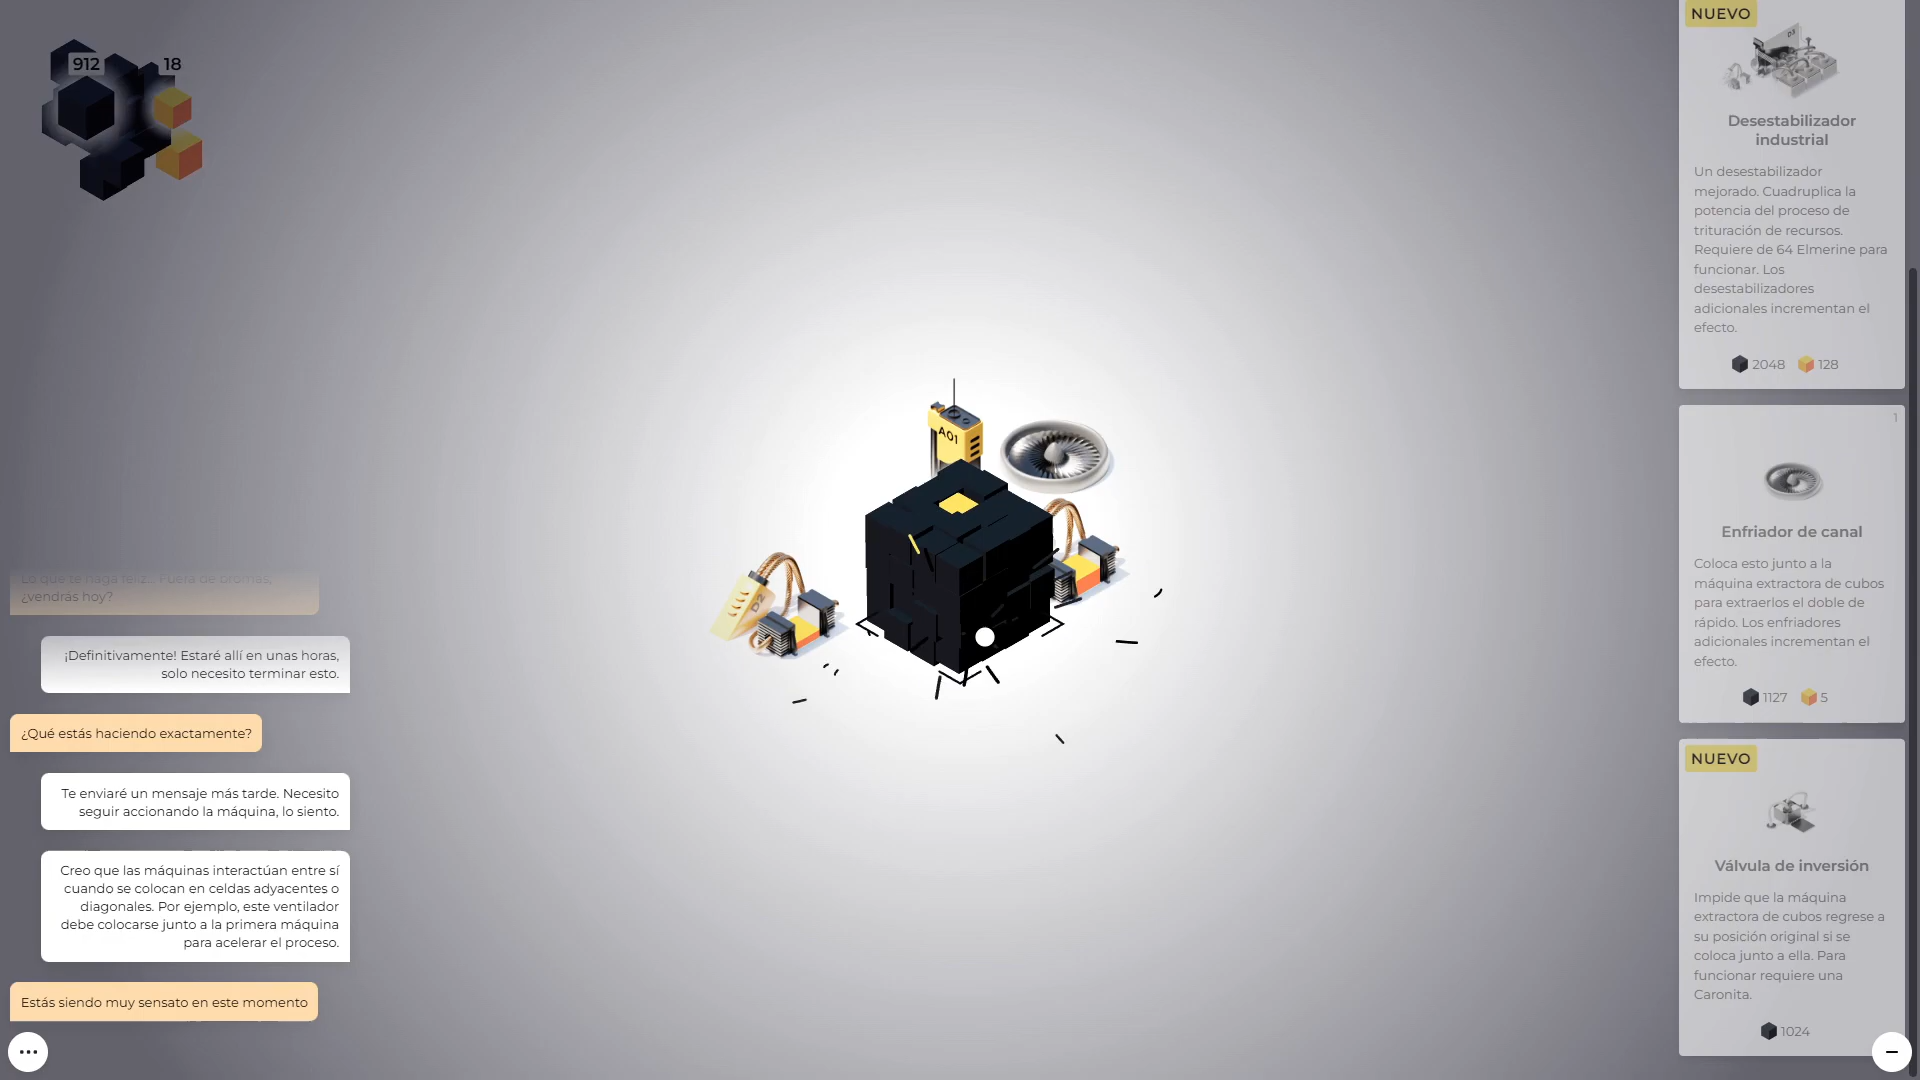 912
18
Lo que te haga feliz... Fuera de bromas,
¿vendrás hoy?
¡Definitivamente! Estaré allí en unas horas,
solo necesito terminar esto.
¿Qué estás haciendo exactamente?
Te enviaré un mensaje más tarde. Necesito
seguir accionando la máquina, lo siento.
Creo que las máquinas interactúan entre sí
cuando se colocan en celdas adyacentes o
diagonales. Por ejemplo, este ventilador
debe colocarse junto a la primera máquina
para acelerar el proceso.
Estás siendo muy sensato en este momento
A01
D2
NUEVO
D3
Desestabilizador
industrial
Un desestabilizador
mejorado. Cuadruplica la
potencia del proceso de
trituración de recursos.
Requiere de 64 Elmerine para
funcionar. Los
desestabilizadores
adicionales incrementan el
efecto.
2048 128
1
Enfriador de canal
Coloca esto junto a la
máquina extractora de cubos
para extraerlos el doble de
rápido. Los enfriadores
adicionales incrementan el
efecto.
1127 5
NUEVO
Válvula de inversión
Impide que la máquina
extractora de cubos regrese a
su posición original si se
coloca junto a ella. Para
funcionar requiere una
Caronita.
1024